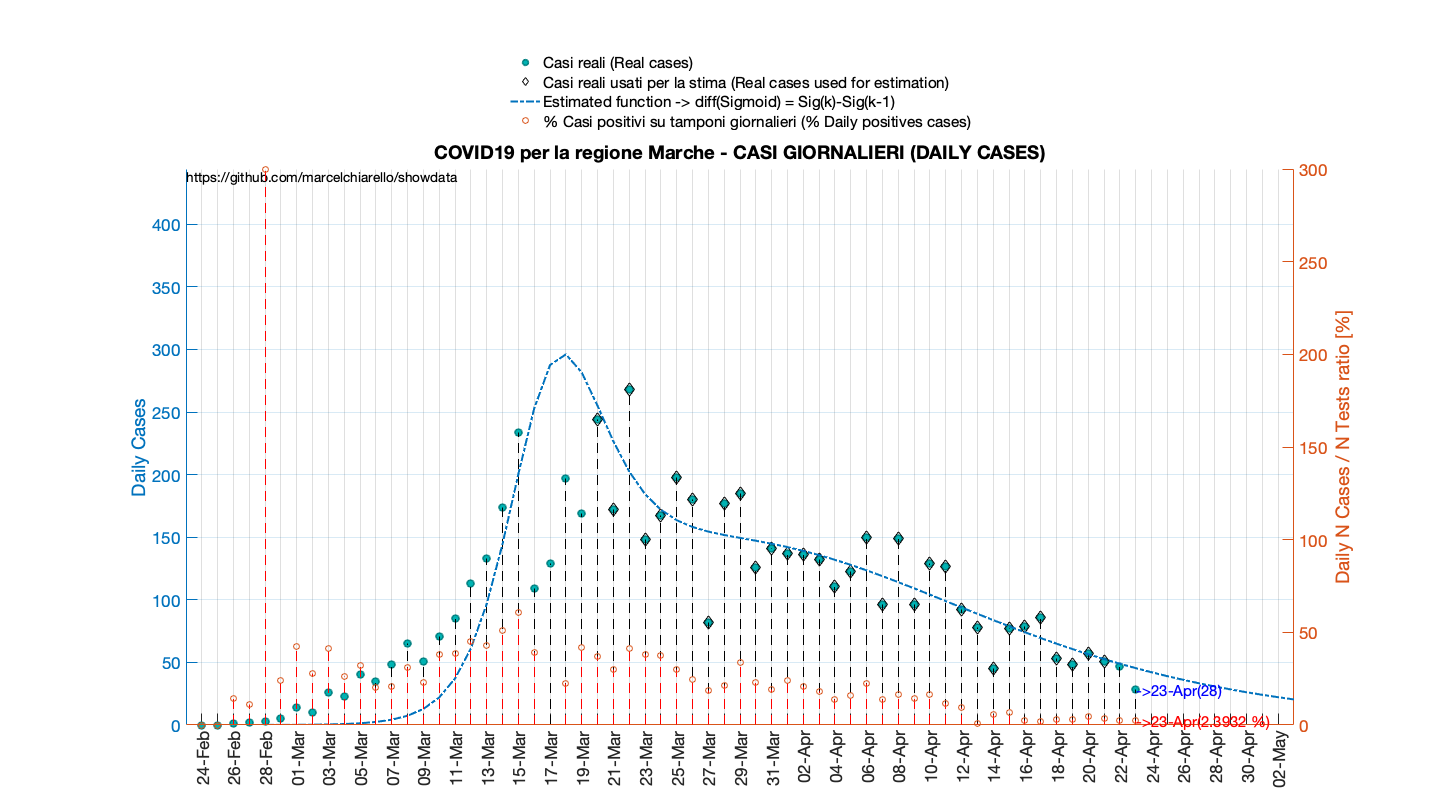 Casi reali (Real cases)
Casi reali usati per la stima (Real cases used for estimation)
Estimated function -> diff(Sigmoid) = Sig(k)-Sig(k-1)
% Casi positivi su tamponi giornalieri (% Daily positives cases)
COVID19 per la regione Marche - CASI GIORNALIERI (DAILY CASES)
https://github.com/marcelchiarello/showdata
Daily Cases
400
350
300
250
200
150
100
50
0
300
250
200
150
100
50
0
Daily N Cases / N Tests ratio [%]
->23-Apr(28)
->23-Apr(2.3932 %)
24-Feb
26-Feb
28-Feb
01-Mar
03-Mar
05-Mar
07-Mar
09-Mar
11-Mar
13-Mar
15-Mar
17-Mar
19-Mar
21-Mar
23-Mar
25-Mar
27-Mar
29-Mar
31-Mar
02-Apr
04-Apr
06-Apr
08-Apr
10-Apr
12-Apr
14-Apr
16-Apr
18-Apr
20-Apr
22-Apr
24-Apr
26-Apr
28-Apr
30-Apr
02-May